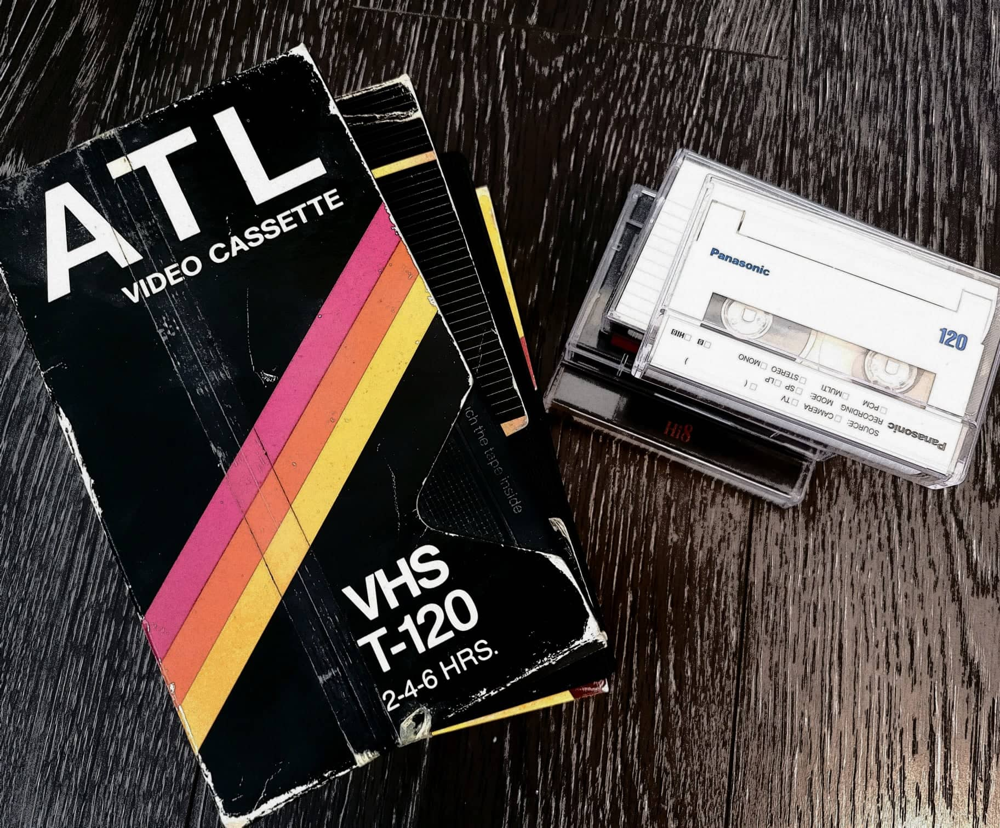 ATL
VIDEO CASSETTE
VHS
T-120
2-4-6 HRS.
the tape inside
Panasonic
120
Hi8
Panasonic
SOURCE: □ CAMERA □ TV □ (
)
RECORDING MODE: □ SP □ LP
□ PCM □ MULTI □ STEREO □ MONO
□ 8 □ Hi8